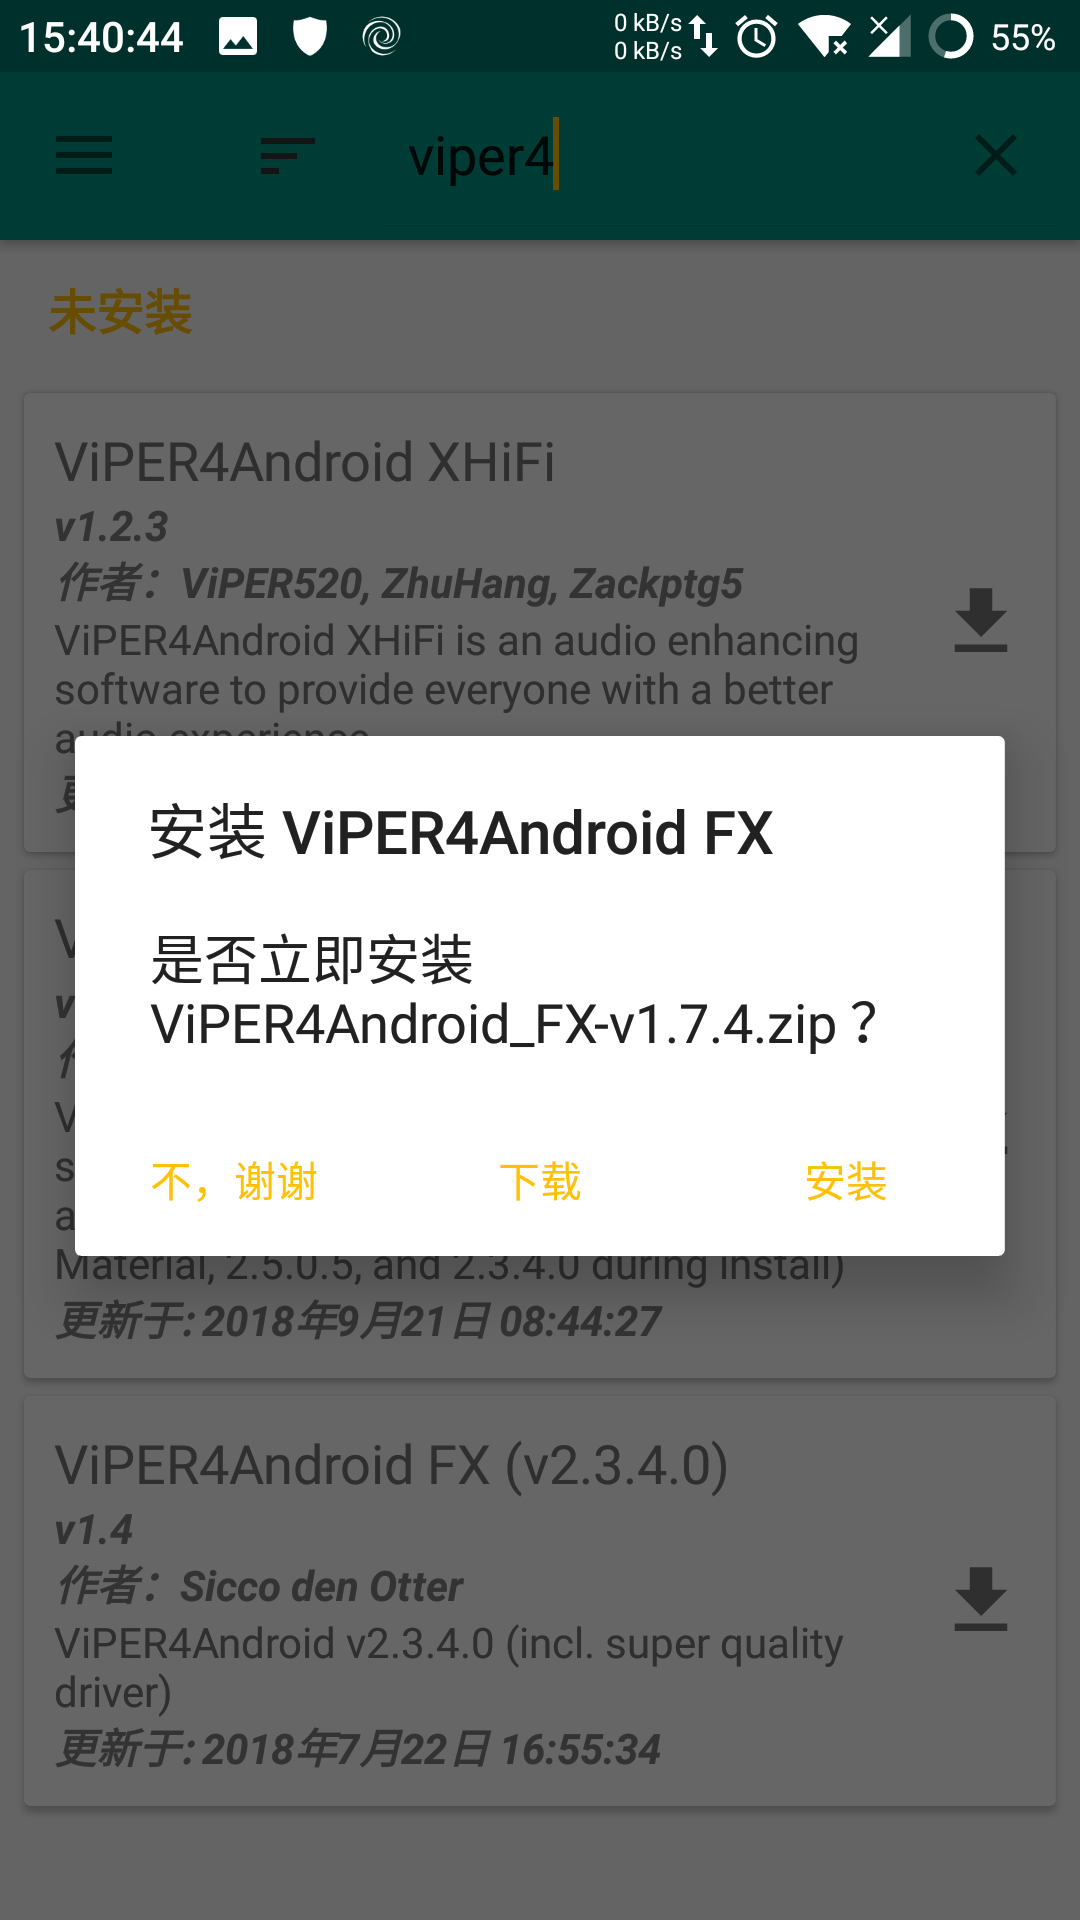 15:40:44
0 kB/s
0 kB/s
55%
viper4
未安装
ViPER4Android XHiFi
v1.2.3
作者：ViPER520, ZhuHang, Zackptg5
ViPER4Android XHiFi is an audio enhancing
software to provide everyone with a better
安装 ViPER4Android FX
是否立即安装
ViPER4Android_FX-v1.7.4.zip？
不，谢谢
下载
安装
Material, 2.5.0.5, and 2.3.4.0 during install)
更新于: 2018年9月21日 08:44:27
ViPER4Android FX (v2.3.4.0)
v1.4
作者：Sicco den Otter
ViPER4Android v2.3.4.0 (incl. super quality
driver)
更新于: 2018年7月22日 16:55:34